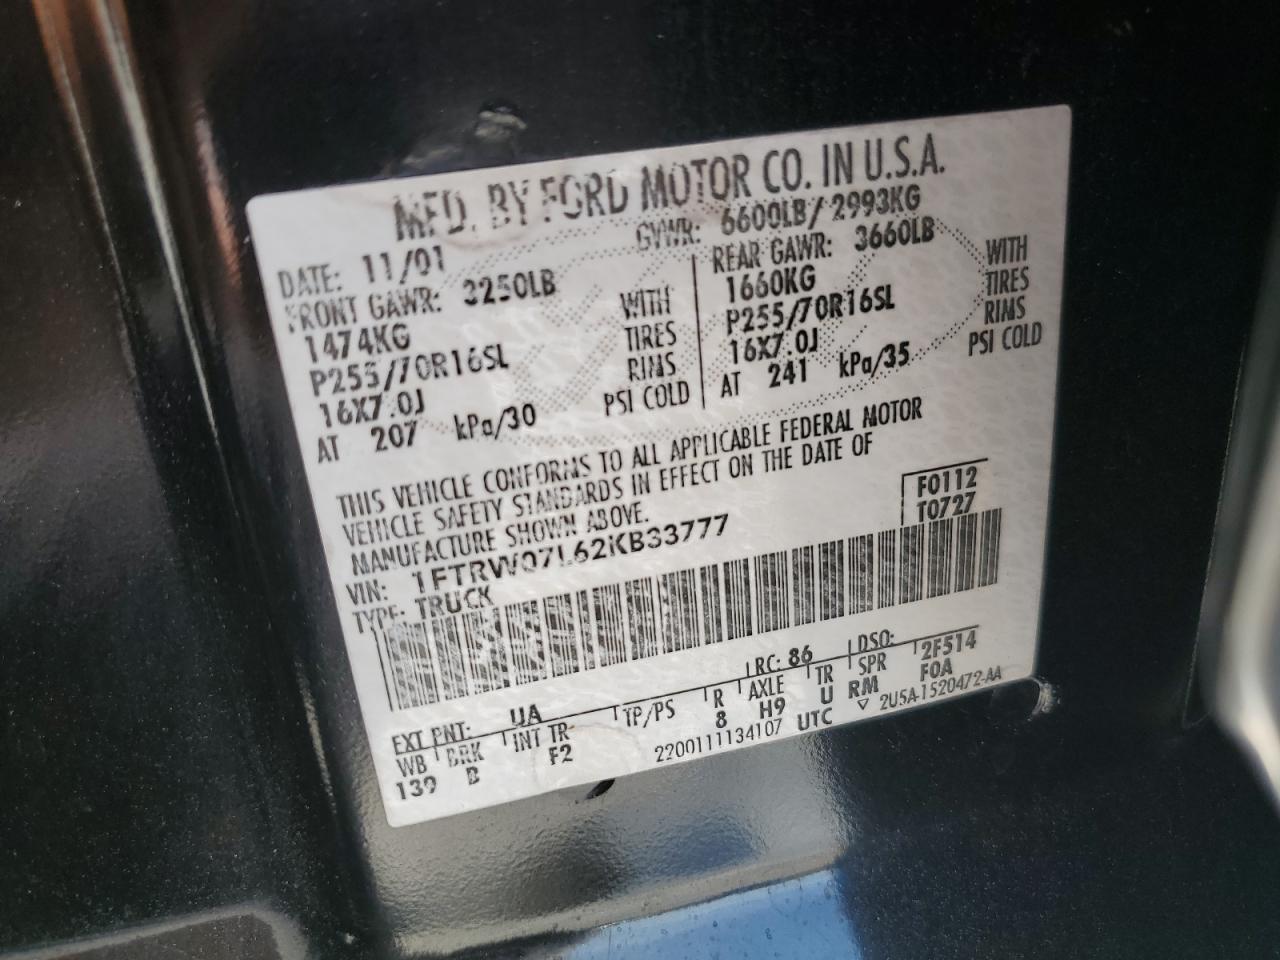 MFD. BY FORD MOTOR CO. IN U.S.A.
DATE: 11/01 GVWR: 6600LB/ 2993KG
FRONT GAWR: 3250LB REAR GAWR: 3660LB
1474KG WITH 1660KG WITH
P255/70R16SL TIRES P255/70R16SL TIRES
16X7.0J RIMS 16X7.0J RIMS
AT 207 kPa/30 PSI COLD AT 241 kPa/35 PSI COLD
THIS VEHICLE CONFORMS TO ALL APPLICABLE FEDERAL MOTOR
VEHICLE SAFETY STANDARDS IN EFFECT ON THE DATE OF
MANUFACTURE SHOWN ABOVE.
F0112
VIN: 1FTRW07L62KB33777 T0727
TYPE: TRUCK
EXT PNT: UA RC: 86 DSO: 2F514
WB BRK INT TR TP/PS R AXLE TR SPR F0A
139 B F2 8 H9 U RM
2200111134107 UTC ▽ 2U5A-1520472-AA